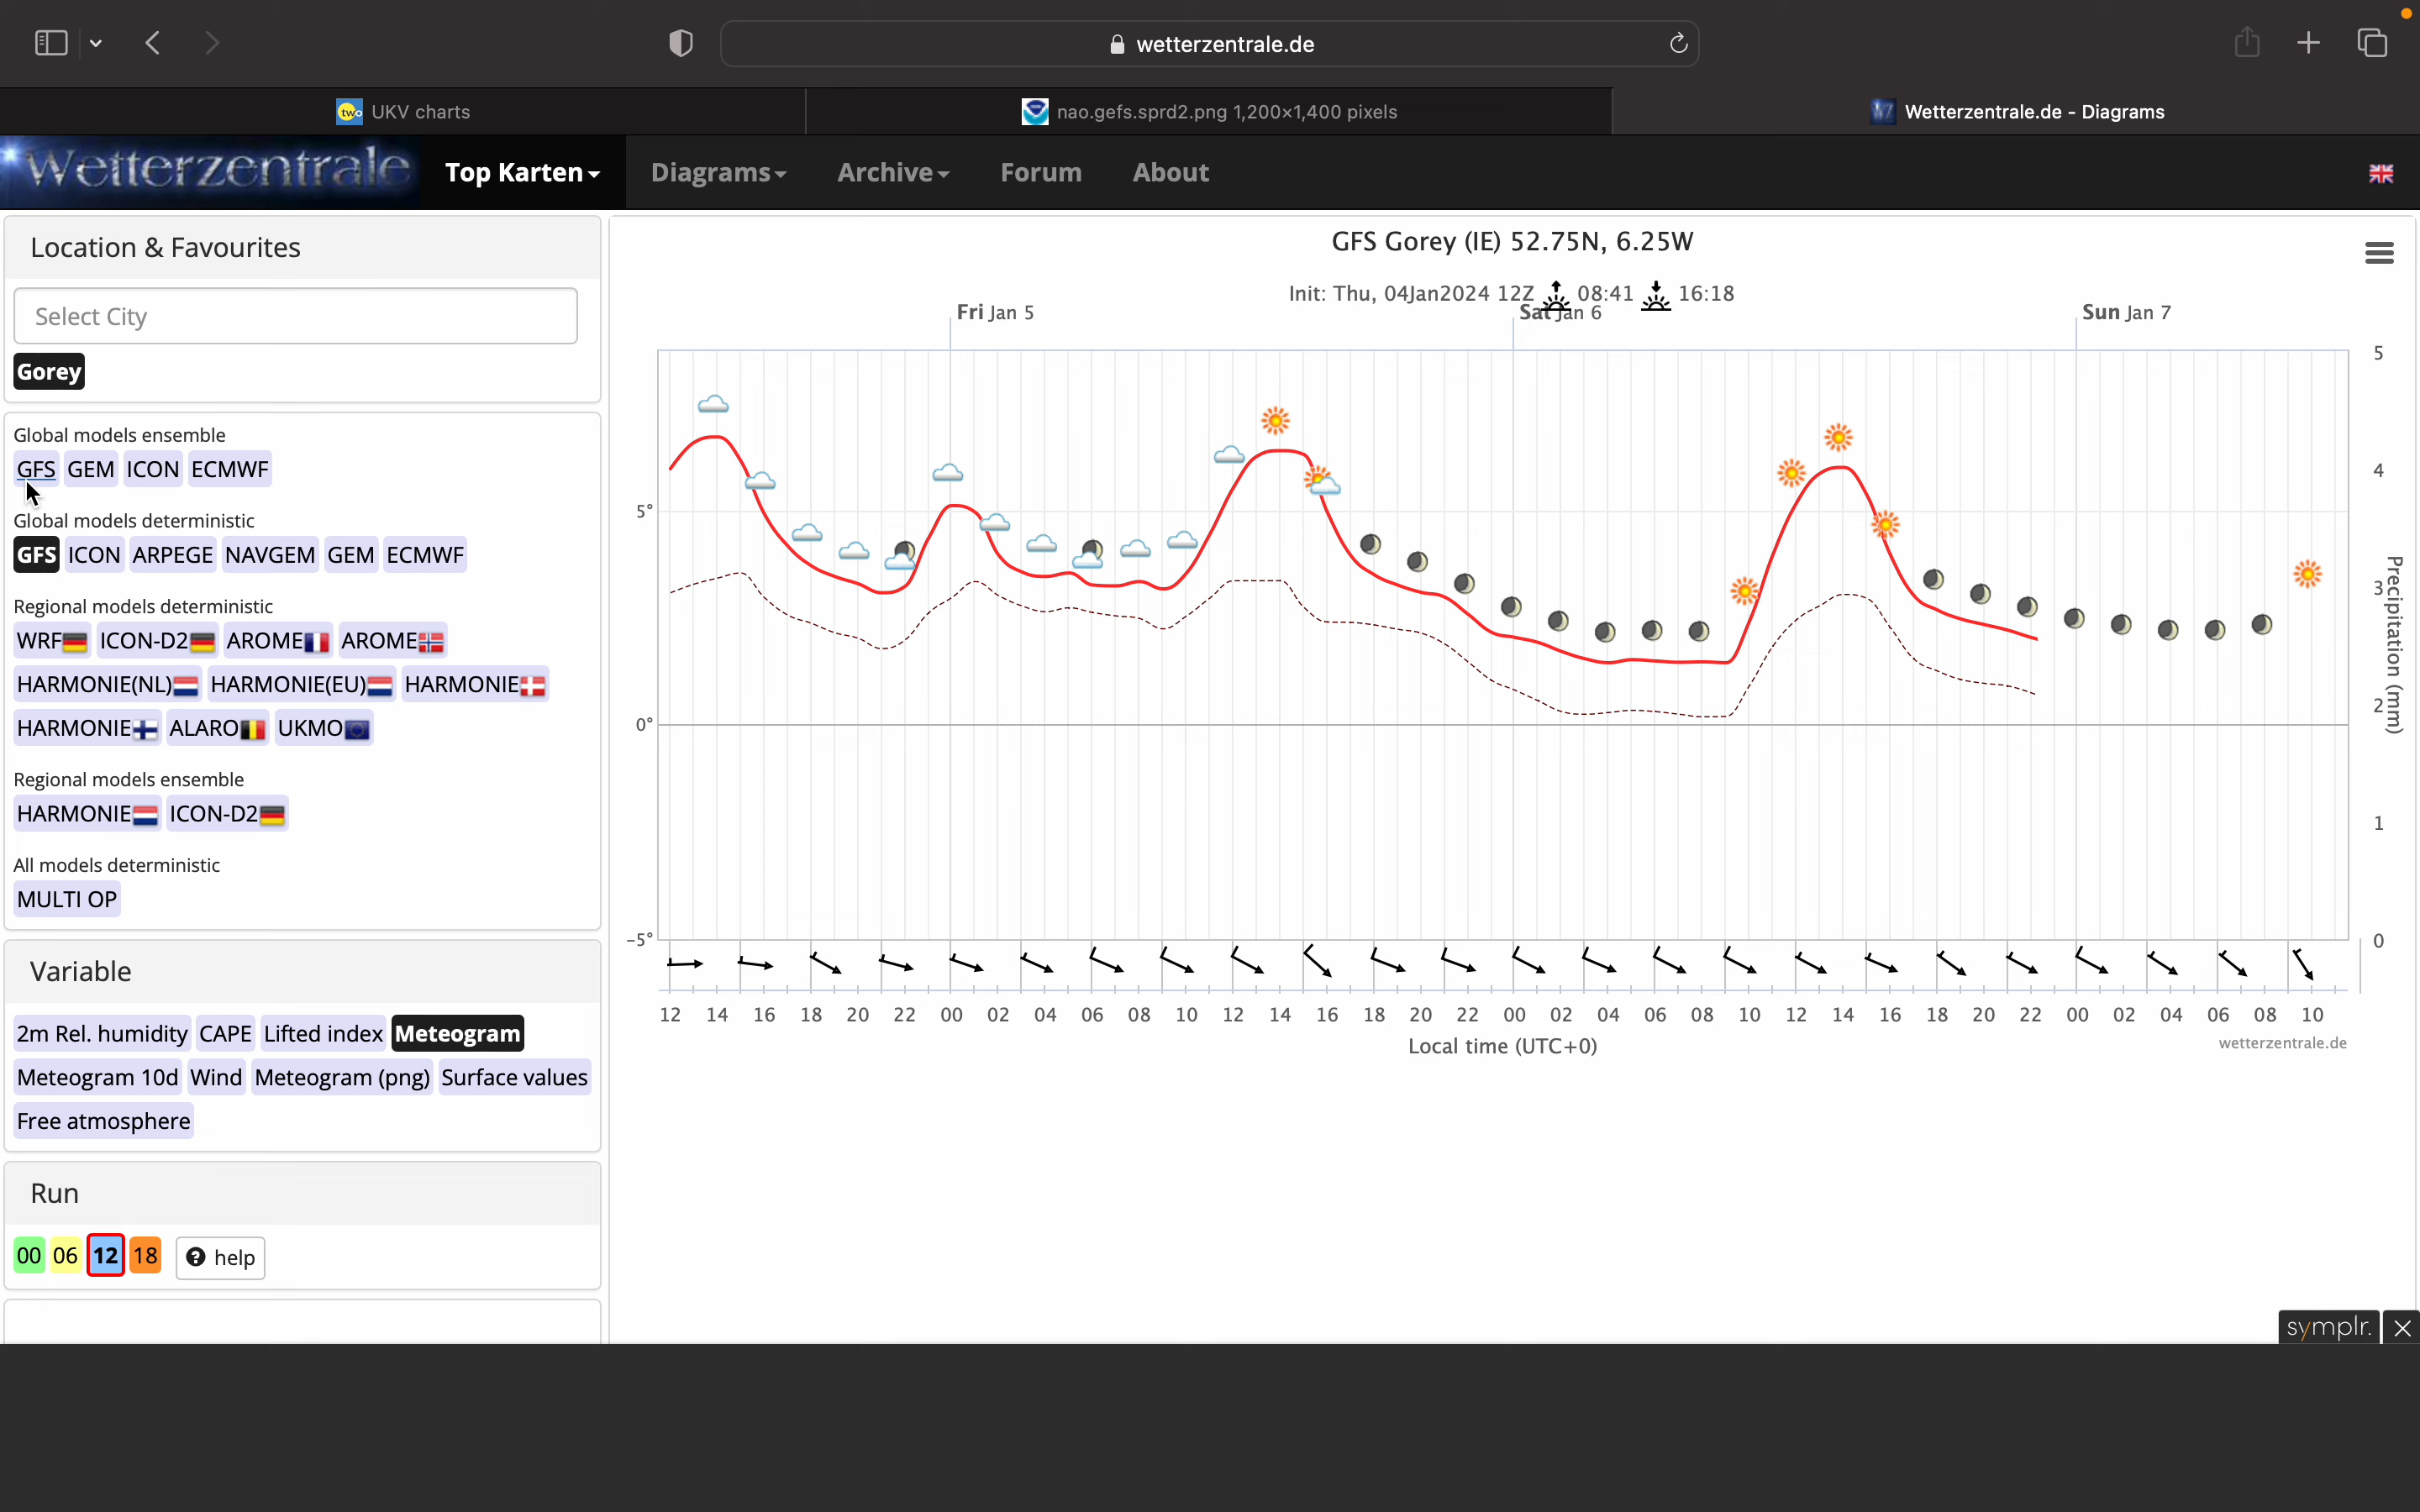 wetterzentrale.de
UKV charts
nao.gefs.sprd2.png 1,200×1,400 pixels
Wetterzentrale.de - Diagrams
Wetterzentrale
Top Karten
Diagrams
Archive
Forum
About
Location & Favourites
Select City
Gorey
Global models ensemble
GFS GEM ICON ECMWF
Global models deterministic
GFS ICON ARPEGE NAVGEM GEM ECMWF
Regional models deterministic
WRF ICON-D2 AROME AROME
HARMONIE(NL) HARMONIE(EU) HARMONIE
HARMONIE ALARO UKMO
Regional models ensemble
HARMONIE ICON-D2
All models deterministic
MULTI OP
Variable
2m Rel. humidity CAPE Lifted index Meteogram
Meteogram 10d Wind Meteogram (png) Surface values
Free atmosphere
Run
00 06 12 18 help
GFS Gorey (IE) 52.75N, 6.25W
Init: Thu, 04Jan2024 12Z 08:41 16:18
Fri Jan 5 Sat Jan 6 Sun Jan 7
5°
0°
-5°
5
4
3
2
1
0
Precipitation (mm)
12 14 16 18 20 22 00 02 04 06 08 10 12 14 16 18 20 22 00 02 04 06 08 10 12 14 16 18 20 22 00 02 04 06 08 10
Local time (UTC+0)
wetterzentrale.de
symplr.